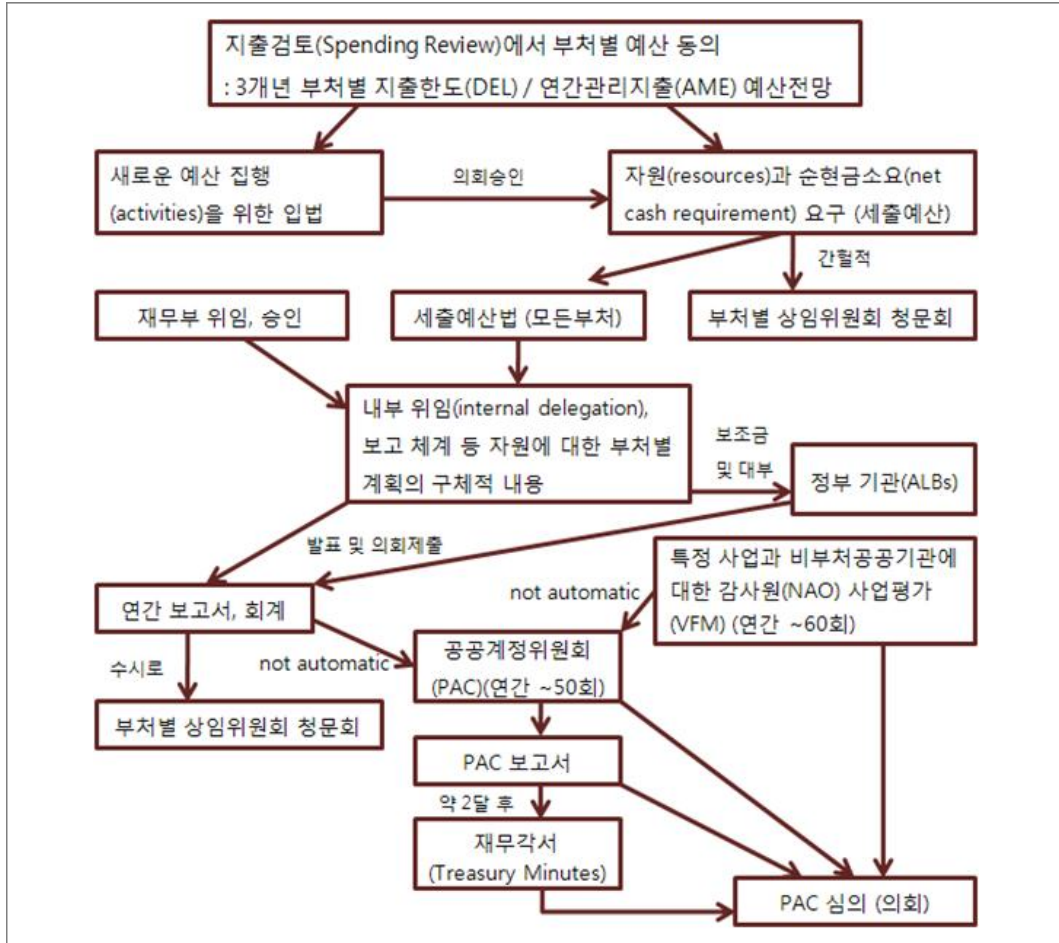 지출검토(Spending Review)에서 부처별 예산 동의
: 3개년 부처별 지출한도(DEL) / 연간관리지출(AME) 예산전망
새로운 예산 집행
(activities)을 위한 입법
의회승인
자원(resources)과 순현금소요(net
cash requirement) 요구 (세출예산)
간헐적
재무부 위임, 승인
세출예산법 (모든부처)
부처별 상임위원회 청문회
내부 위임(internal delegation),
보고 체계 등 자원에 대한 부처별
계획의 구체적 내용
보조금
및 대부
정부 기관(ALBs)
발표 및 의회제출
특정 사업과 비부처공공기관에
대한 감사원(NAO) 사업평가
(VFM) (연간 ~60회)
not automatic
연간 보고서, 회계
수시로
not automatic
공공계정위원회
(PAC)(연간 ~50회)
부처별 상임위원회 청문회
PAC 보고서
약 2달 후
재무각서
(Treasury Minutes)
PAC 심의 (의회)